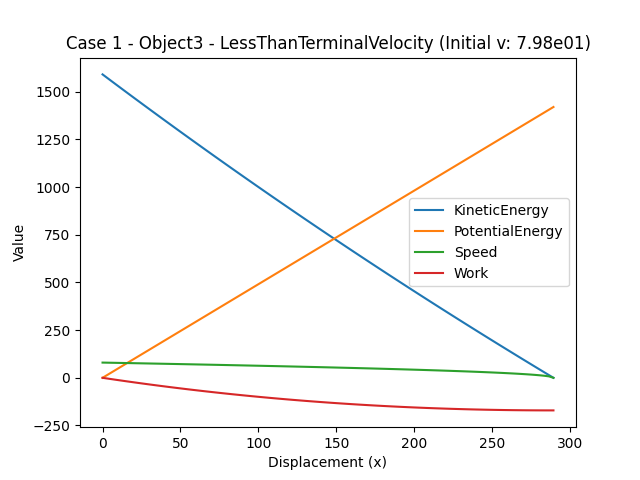 Case 1 - Object3 - LessThanTerminalVelocity (Initial v: 7.98e01)
Value
1500
1250
1000
750
500
250
0
−250
KineticEnergy
PotentialEnergy
Speed
Work
0 50 100 150 200 250 300
Displacement (x)